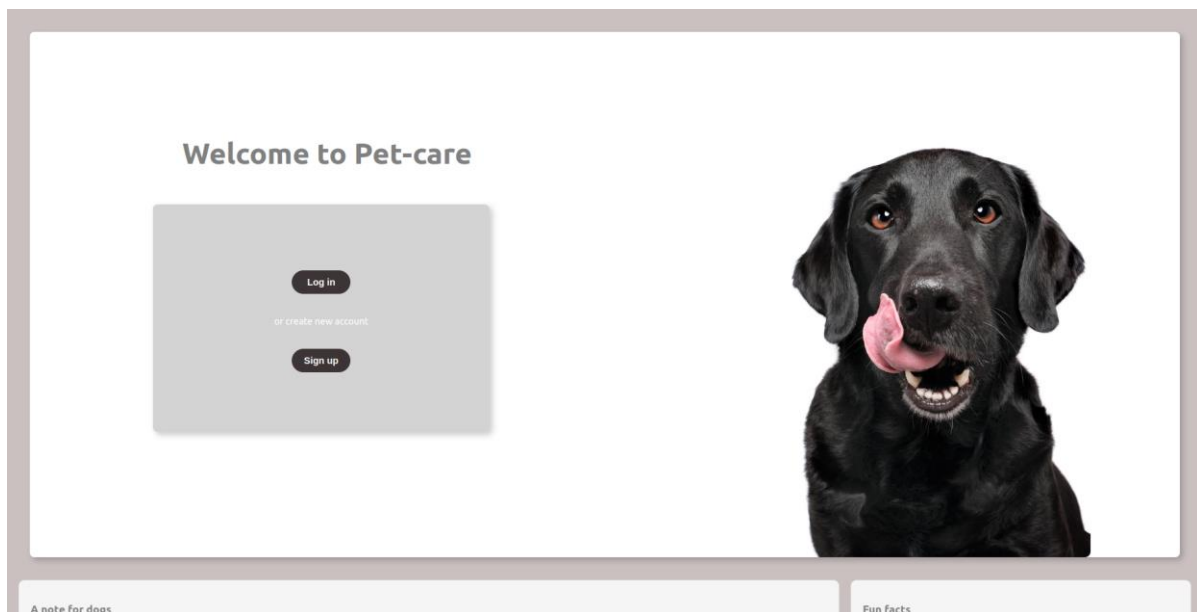 Welcome to Pet-care
Log in
or create new account
Sign up
A note for dogs
Fun facts